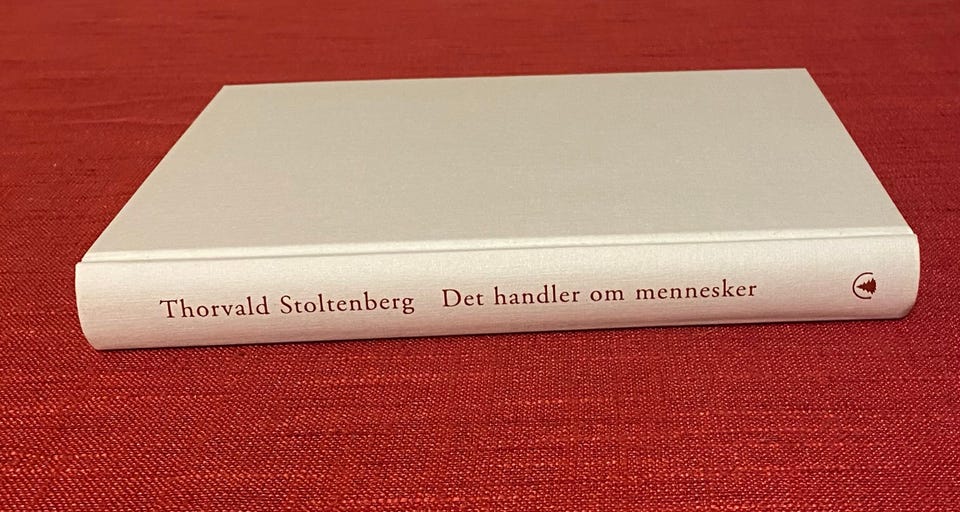 Thorvald Stoltenberg Det handler om mennesker